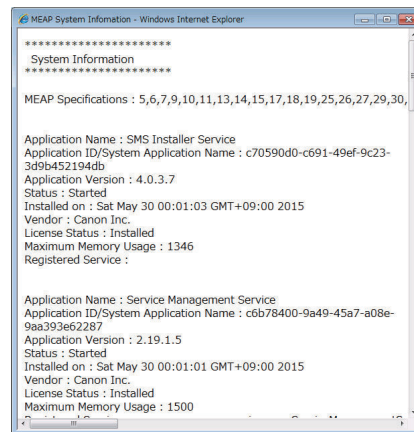 MEAP System Infomation - Windows Internet Explorer
**********************
System Information
**********************
MEAP Specifications : 5,6,7,9,10,11,13,14,15,17,18,19,25,26,27,29,30,
Application Name : SMS Installer Service
Application ID/System Application Name : c70590d0-c691-49ef-9c23-
3d9b452194db
Application Version : 4.0.3.7
Status : Started
Installed on : Sat May 30 00:01:03 GMT+09:00 2015
Vendor : Canon Inc.
License Status : Installed
Maximum Memory Usage : 1346
Registered Service :
Application Name : Service Management Service
Application ID/System Application Name : c6b78400-9a49-45a7-a08e-
9aa393e62287
Application Version : 2.19.1.5
Status : Started
Installed on : Sat May 30 00:01:01 GMT+09:00 2015
Vendor : Canon Inc.
License Status : Installed
Maximum Memory Usage : 1500